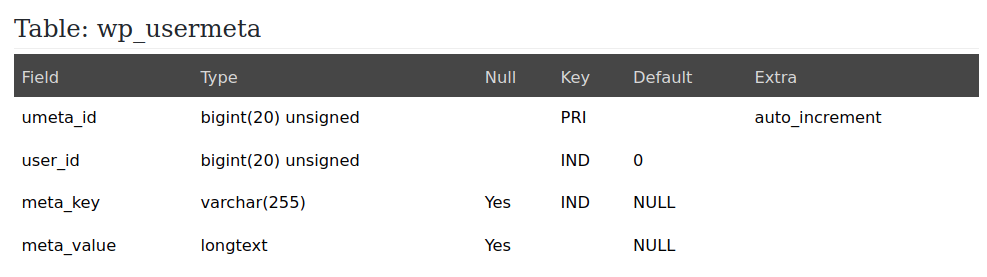 Table: wp_usermeta
Field Type Null Key Default Extra
umeta_id bigint(20) unsigned PRI auto_increment
user_id bigint(20) unsigned IND 0
meta_key varchar(255) Yes IND NULL
meta_value longtext Yes NULL